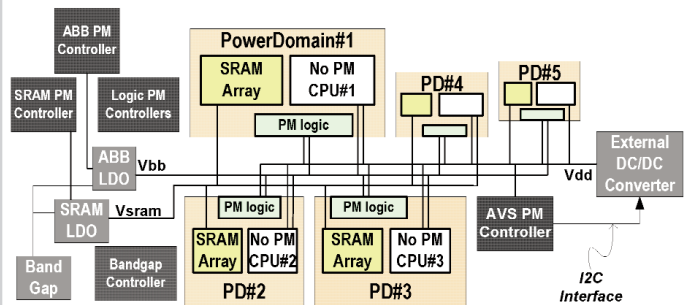 ABB PM
Controller
SRAM PM
Controller
Logic PM
Controllers
PowerDomain#1
SRAM
Array
No PM
CPU#1
PM logic
PD#4
PD#5
ABB
LDO
Vbb
Vdd
External
DC/DC
Converter
SRAM
LDO
Vsram
PM logic
SRAM
Array
No PM
CPU#2
PD#2
PM logic
SRAM
Array
No PM
CPU#3
PD#3
AVS PM
Controller
Band
Gap
Bandgap
Controller
I2C
Interface